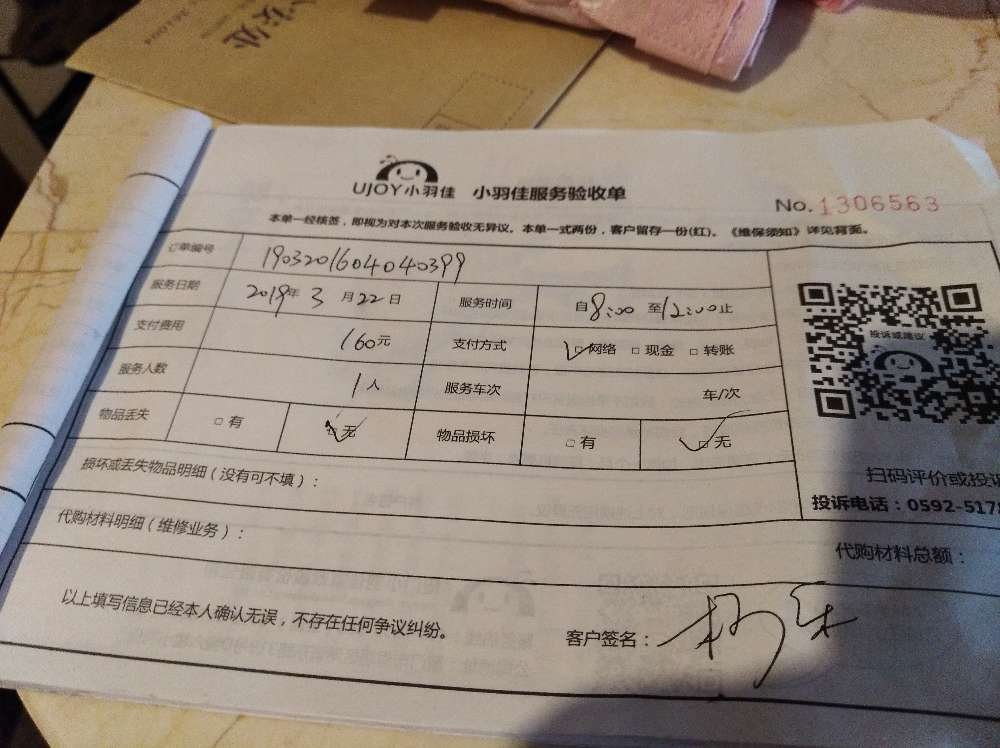 UJOY小羽佳 小羽佳服务验收单
No.1306563
本单一经核签，即视为对本次服务验收无异议。本单一式两份，客户留存一份(红)。《维保须知》详见背面。
订单编号 1903201604040399
服务日期 2019年 3月22日 服务时间 自8:00 至12:00止
支付费用 160元 支付方式 ☑网络 □现金 □转账
服务人数 1人 服务车次 车/次
物品丢失 □有 ☑无 物品损坏 □有 ☑无
投诉或建议
扫码评价或投诉
投诉电话：0592-5178
损坏或丢失物品明细（没有可不填）：
代购材料明细（维修业务）：
代购材料总额：
以上填写信息已经本人确认无误，不存在任何争议纠纷。
客户签名：